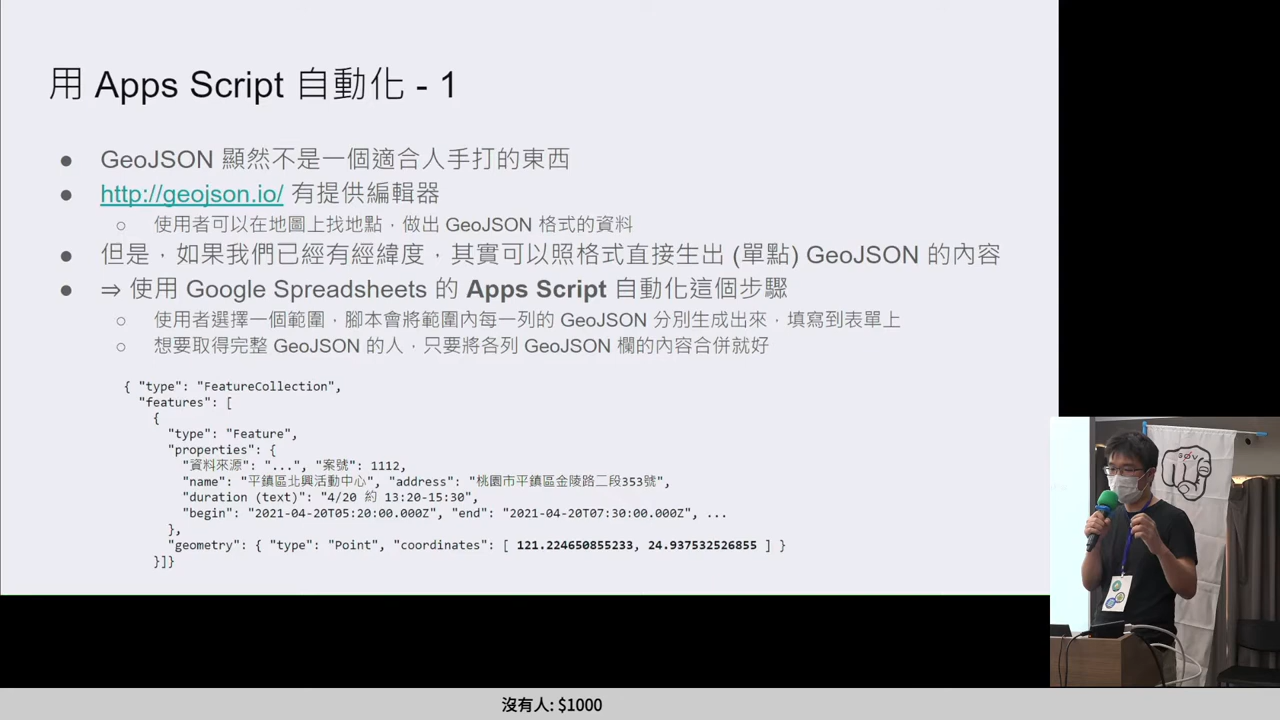 用 Apps Script 自動化 - 1
● GeoJSON 顯然不是一個適合人手打的東西
● http://geojson.io/ 有提供編輯器
○ 使用者可以在地圖上找地點，做出 GeoJSON 格式的資料
● 但是，如果我們已經有經緯度，其實可以照格式直接生出 (單點) GeoJSON 的內容
● ⇒ 使用 Google Spreadsheets 的 Apps Script 自動化這個步驟
○ 使用者選擇一個範圍，腳本會將範圍內每一列的 GeoJSON 分別生成出來，填寫到表單上
○ 想要取得完整 GeoJSON 的人，只要將各列 GeoJSON 欄的內容合併就好
{ "type": "FeatureCollection",
"features": [
{
"type": "Feature",
"properties": {
"資料來源": "...", "案號": 1112,
"name": "平鎮區北興活動中心", "address": "桃園市平鎮區金陵路二段353號",
"duration (text)": "4/20 約 13:20-15:30",
"begin": "2021-04-20T05:20:00.000Z", "end": "2021-04-20T07:30:00.000Z", ...
},
"geometry": { "type": "Point", "coordinates": [ 121.224650855233, 24.937532526855 ] }
}]}
g0v
沒有人: $1000